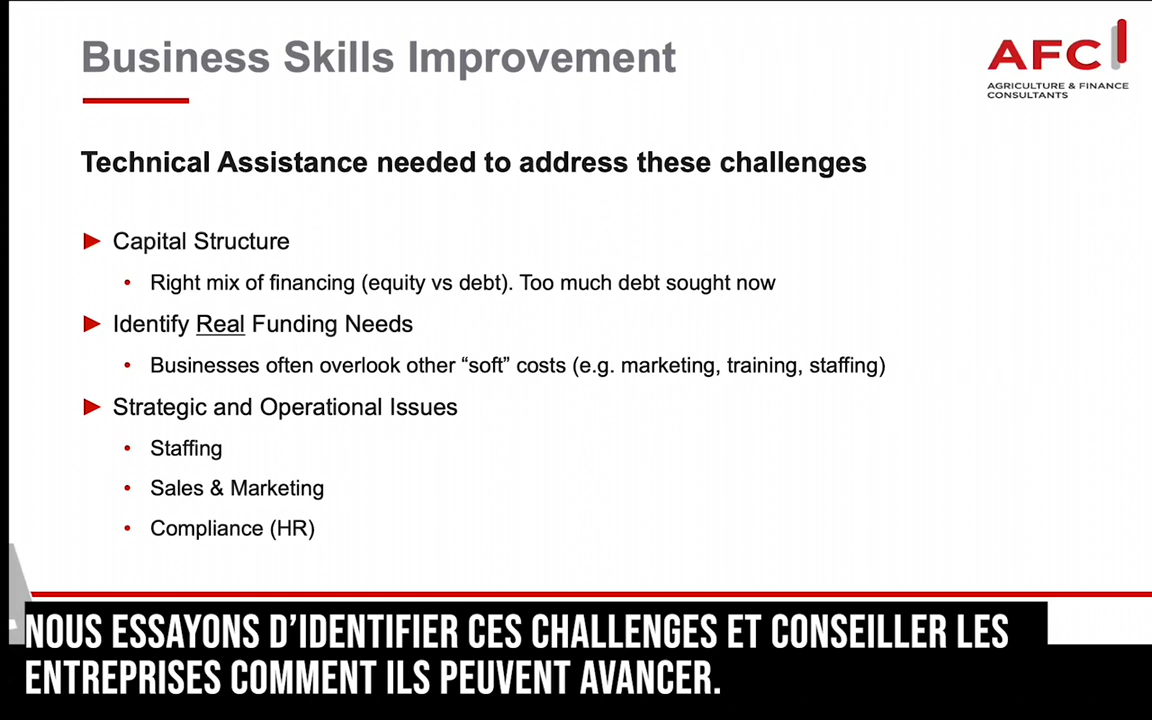 Business Skills Improvement
AFC
AGRICULTURE & FINANCE
CONSULTANTS
Technical Assistance needed to address these challenges
Capital Structure
Right mix of financing (equity vs debt). Too much debt sought now
Identify Real Funding Needs
Businesses often overlook other “soft” costs (e.g. marketing, training, staffing)
Strategic and Operational Issues
Staffing
Sales & Marketing
Compliance (HR)
NOUS ESSAYONS D’IDENTIFIER CES CHALLENGES ET CONSEILLER LES
ENTREPRISES COMMENT ILS PEUVENT AVANCER.